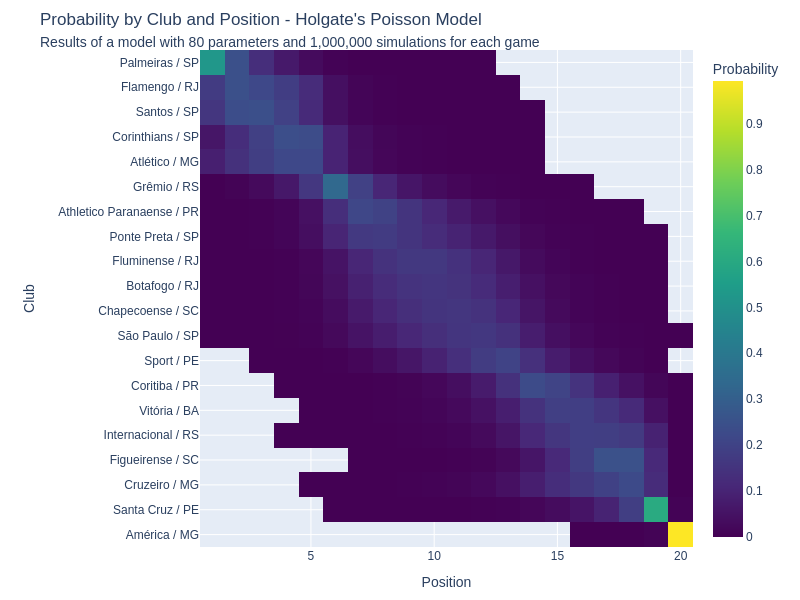 Probability by Club and Position - Holgate's Poisson Model
Results of a model with 80 parameters and 1,000,000 simulations for each game
Probability
Club
Palmeiras / SP
Flamengo / RJ
Santos / SP
Corinthians / SP
Atlético / MG
Grêmio / RS
Athletico Paranaense / PR
Ponte Preta / SP
Fluminense / RJ
Botafogo / RJ
Chapecoense / SC
São Paulo / SP
Sport / PE
Coritiba / PR
Vitória / BA
Internacional / RS
Figueirense / SC
Cruzeiro / MG
Santa Cruz / PE
América / MG
0.9
0.8
0.7
0.6
0.5
0.4
0.3
0.2
0.1
0
5 10 15 20
Position